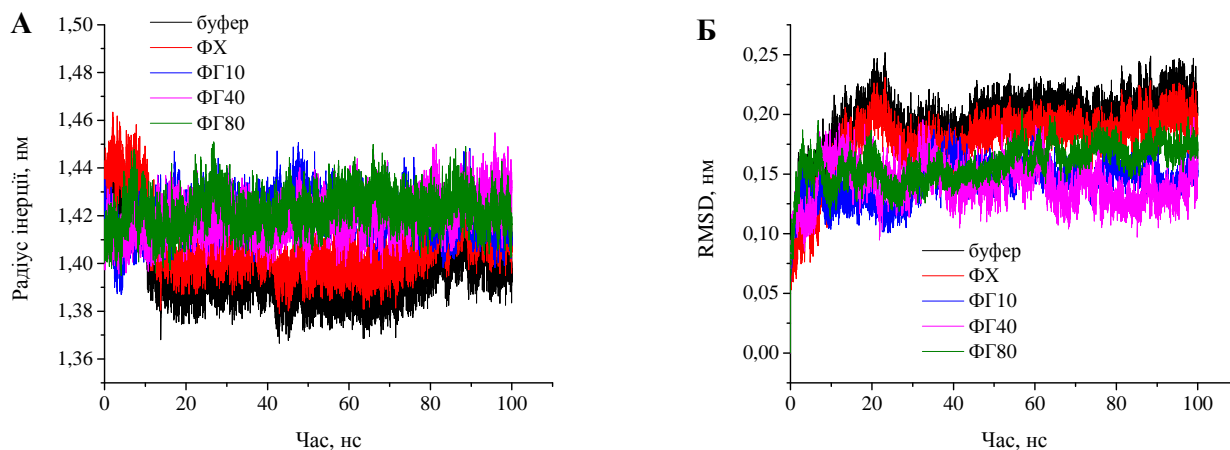 А
1,50
1,48
1,46
1,44
1,42
1,40
1,38
1,36
Радіус інерції, нм
буфер
ФХ
ФГ10
ФГ40
ФГ80
0 20 40 60 80 100
Час, нс
Б
0,25
0,20
0,15
0,10
0,05
0,00
RMSD, нм
буфер
ФХ
ФГ10
ФГ40
ФГ80
0 20 40 60 80 100
Час, нс